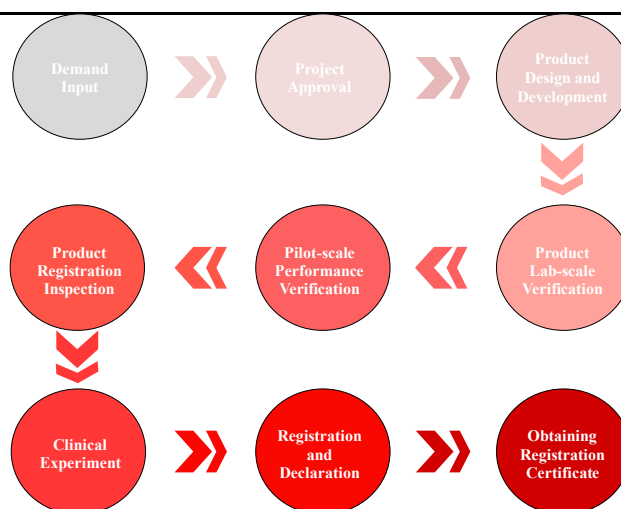 Demand
Input
Project
Approval
Product
Design and
Development
Product
Lab-scale
Verification
Pilot-scale
Performance
Verification
Product
Registration
Inspection
Clinical
Experiment
Registration
and
Declaration
Obtaining
Registration
Certificate